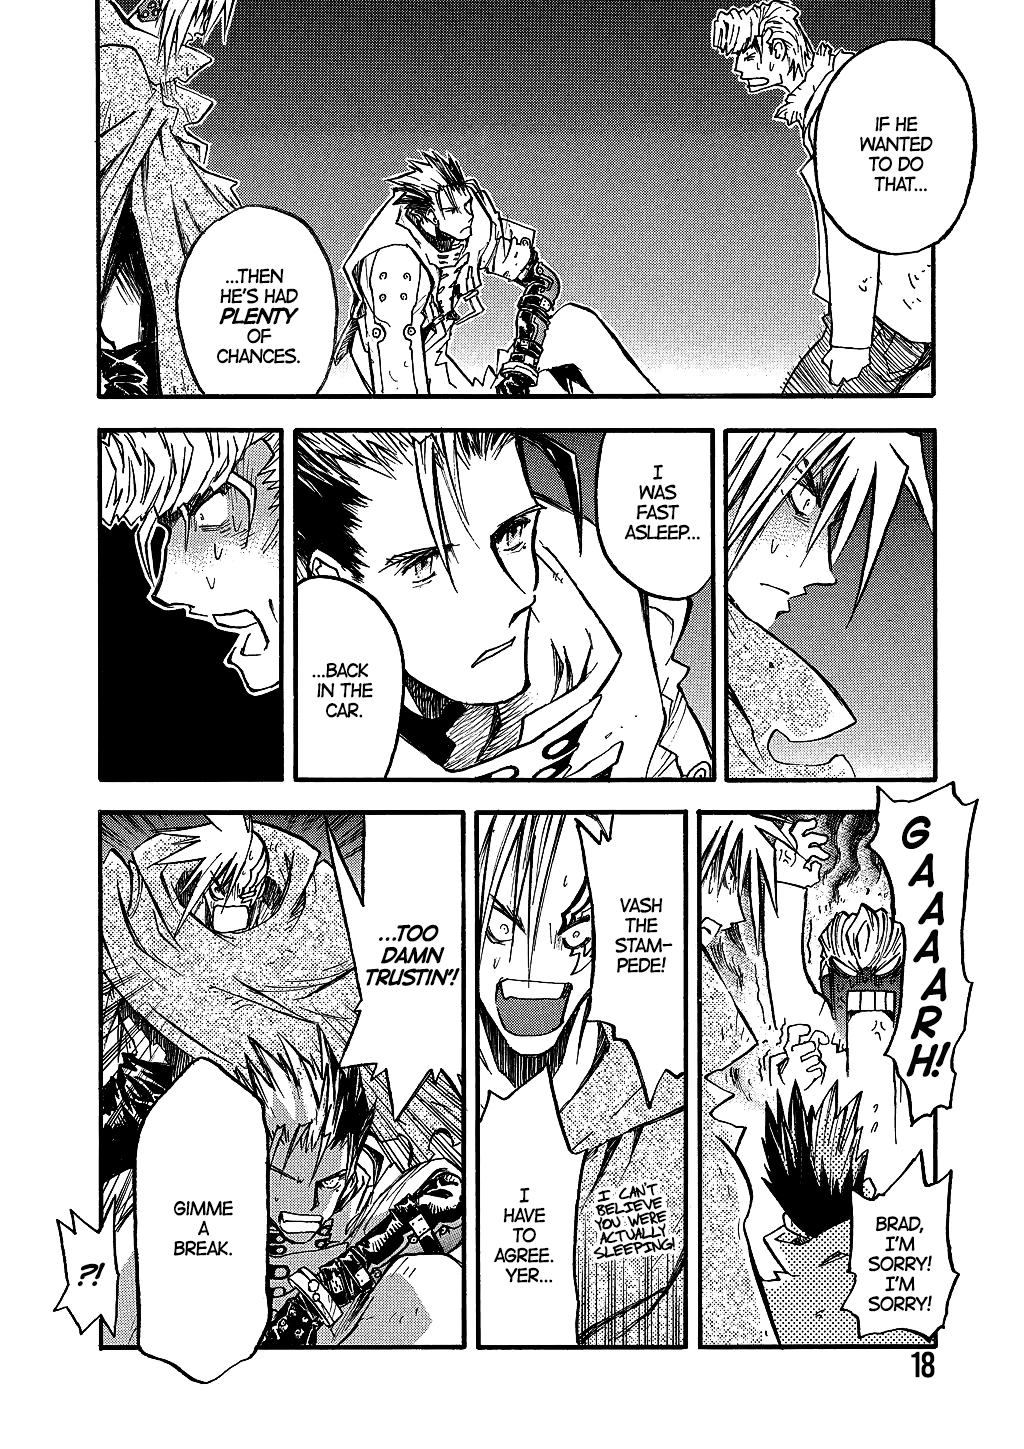 IF HE
WANTED
TO DO
THAT...
...THEN
HE'S HAD
PLENTY
OF
CHANCES.
I
WAS
FAST
ASLEEP...
...BACK
IN THE
CAR.
GAAAARH!
BRAD,
I'M
SORRY!
I'M
SORRY!
VASH
THE
STAM-
PEDE!
I CAN'T
BELIEVE
YOU WERE
ACTUALLY
SLEEPING!
I
HAVE
TO
AGREE.
YER...
...TOO
DAMN
TRUSTIN'!
GIMME
A
BREAK.
?!
18